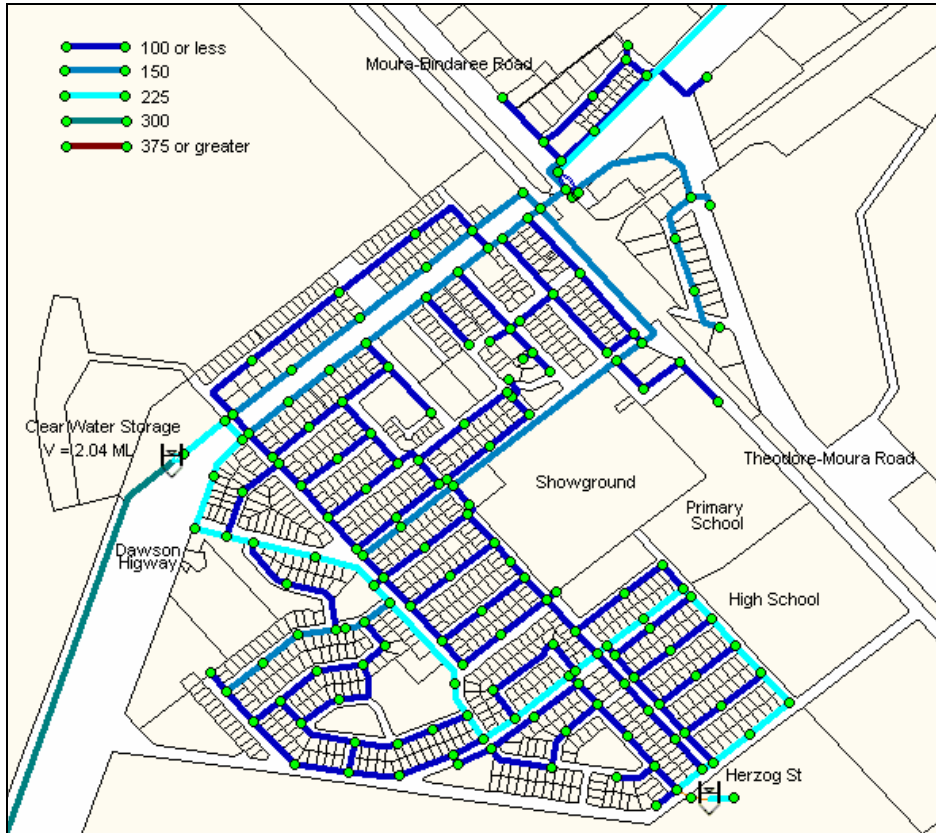 100 or less
150
225
300
375 or greater
Moura-Bindaree Road
Clear Water Storage
V = 2.04 ML
Showground
Theodore-Moura Road
Primary
School
Dawson
Higway
High School
Herzog St